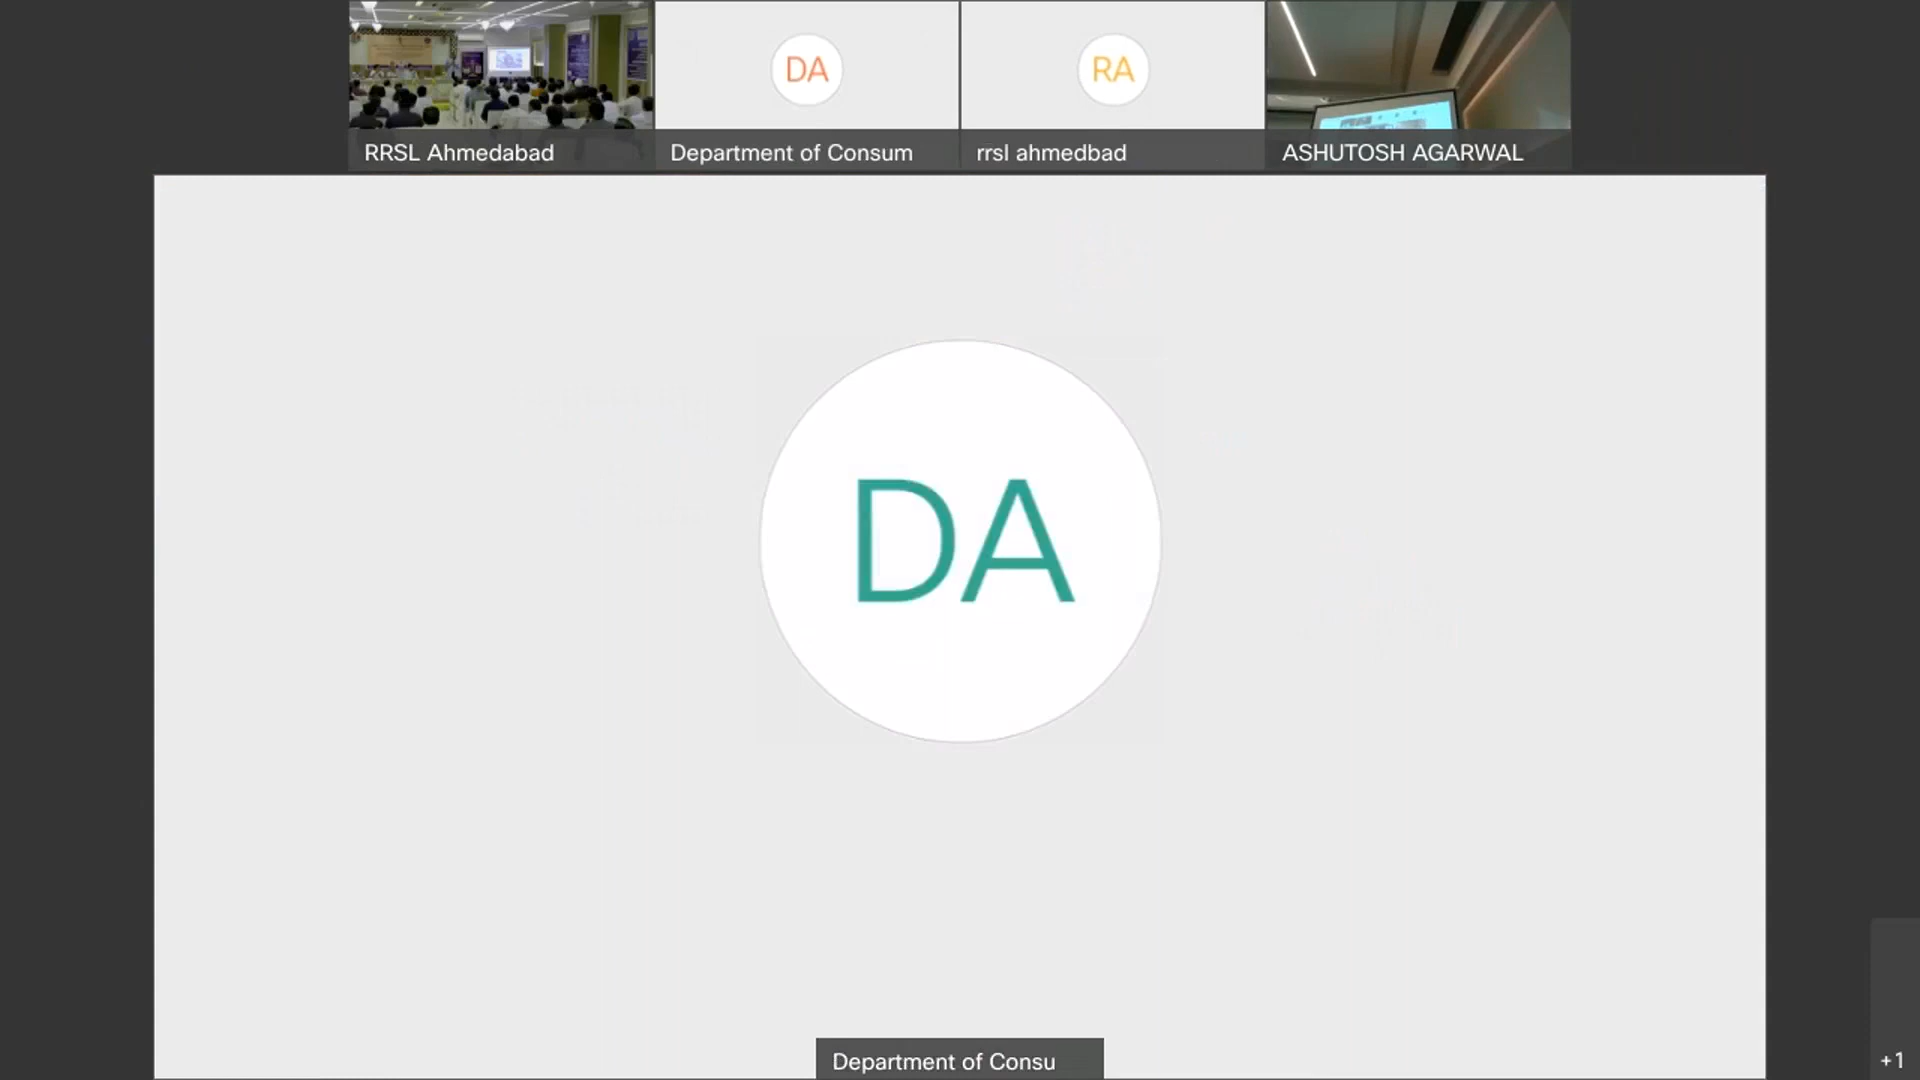 DA
RA
RRSL Ahmedabad
Department of Consum
rrsl ahmedbad
ASHUTOSH AGARWAL
DA
Department of Consu
+1